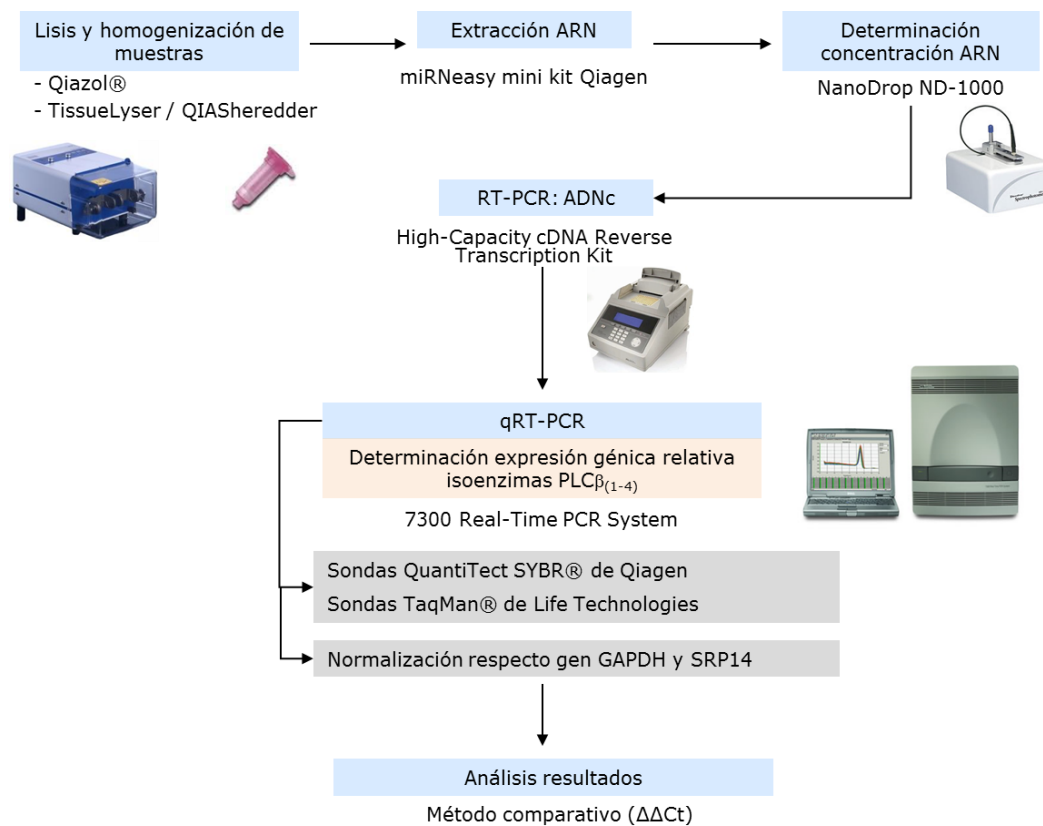 Lisis y homogenización de
muestras
- Qiazol®
- TissueLyser / QIASheredder
Extracción ARN
miRNeasy mini kit Qiagen
Determinación
concentración ARN
NanoDrop ND-1000
RT-PCR: ADNc
High-Capacity cDNA Reverse
Transcription Kit
qRT-PCR
Determinación expresión génica relativa
isoenzimas PLCβ(1-4)
7300 Real-Time PCR System
Sondas QuantiTect SYBR® de Qiagen
Sondas TaqMan® de Life Technologies
Normalización respecto gen GAPDH y SRP14
Análisis resultados
Método comparativo (ΔΔCt)